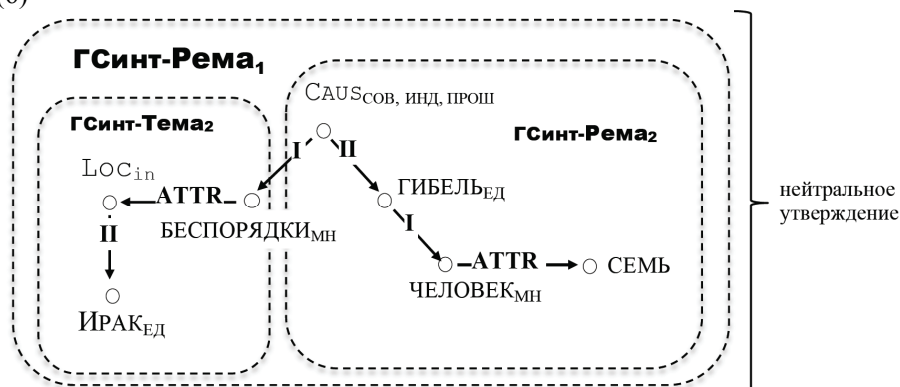 ГСинт-Рема₁
CAUSСОВ, ИНД, ПРОШ
ГСинт-Тема₂
ГСинт-Рема₂
I
II
Locin
ATTR
ГИБЕЛЬЕД
нейтральное
утверждение
II
БЕСПОРЯДКИМН
I
ATTR
СЕМЬ
ЧЕЛОВЕКМН
ИРАКЕД